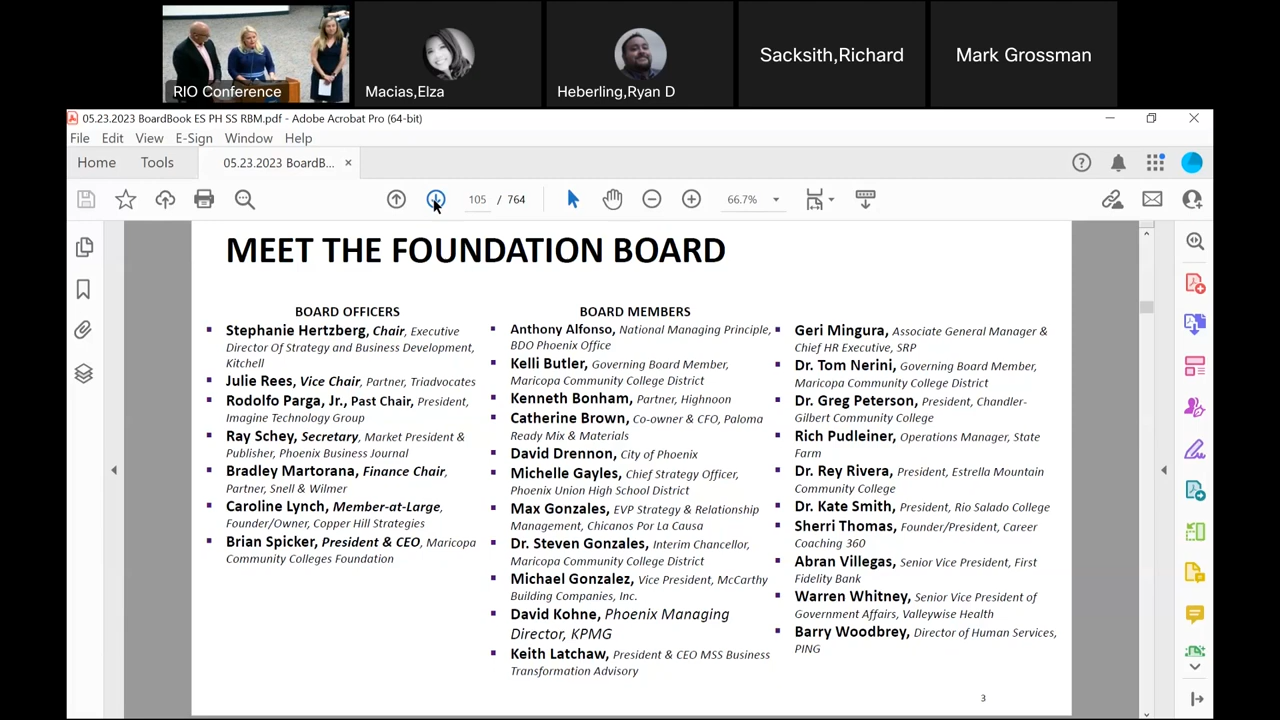 RIO Conference
Macias,Elza
Heberling,Ryan D
Sacksith,Richard
Mark Grossman
05.23.2023 BoardBook ES PH SS RBM.pdf - Adobe Acrobat Pro (64-bit)
File Edit View E-Sign Window Help
Home Tools 05.23.2023 BoardB... ×
105 / 764 66.7%
MEET THE FOUNDATION BOARD
BOARD OFFICERS
Stephanie Hertzberg, Chair, Executive
Director Of Strategy and Business Development,
Kitchell
Julie Rees, Vice Chair, Partner, Triadvocates
Rodolfo Parga, Jr., Past Chair, President,
Imagine Technology Group
Ray Schey, Secretary, Market President &
Publisher, Phoenix Business Journal
Bradley Martorana, Finance Chair,
Partner, Snell & Wilmer
Caroline Lynch, Member-at-Large,
Founder/Owner, Copper Hill Strategies
Brian Spicker, President & CEO, Maricopa
Community Colleges Foundation
BOARD MEMBERS
Anthony Alfonso, National Managing Principle,
BDO Phoenix Office
Kelli Butler, Governing Board Member,
Maricopa Community College District
Kenneth Bonham, Partner, Highnoon
Catherine Brown, Co-owner & CFO, Paloma
Ready Mix & Materials
David Drennon, City of Phoenix
Michelle Gayles, Chief Strategy Officer,
Phoenix Union High School District
Max Gonzales, EVP Strategy & Relationship
Management, Chicanos Por La Causa
Dr. Steven Gonzales, Interim Chancellor,
Maricopa Community College District
Michael Gonzalez, Vice President, McCarthy
Building Companies, Inc.
David Kohne, Phoenix Managing
Director, KPMG
Keith Latchaw, President & CEO MSS Business
Transformation Advisory
Geri Mingura, Associate General Manager &
Chief HR Executive, SRP
Dr. Tom Nerini, Governing Board Member,
Maricopa Community College District
Dr. Greg Peterson, President, Chandler-
Gilbert Community College
Rich Pudleiner, Operations Manager, State
Farm
Dr. Rey Rivera, President, Estrella Mountain
Community College
Dr. Kate Smith, President, Rio Salado College
Sherri Thomas, Founder/President, Career
Coaching 360
Abran Villegas, Senior Vice President, First
Fidelity Bank
Warren Whitney, Senior Vice President of
Government Affairs, Valleywise Health
Barry Woodbrey, Director of Human Services,
PING
3